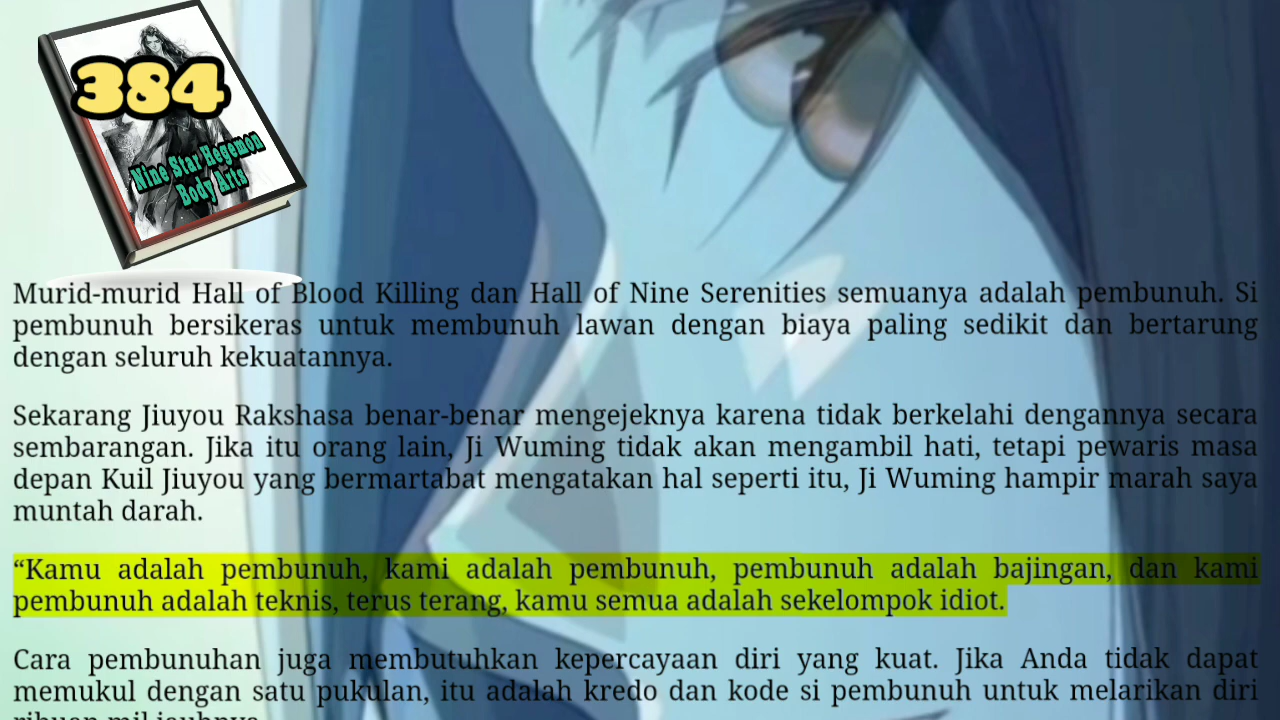 384
Nine Star Hegemon
Body Arts
Murid-murid Hall of Blood Killing dan Hall of Nine Serenities semuanya adalah pembunuh. Si
pembunuh bersikeras untuk membunuh lawan dengan biaya paling sedikit dan bertarung
dengan seluruh kekuatannya.
Sekarang Jiuyou Rakshasa benar-benar mengejeknya karena tidak berkelahi dengannya secara
sembarangan. Jika itu orang lain, Ji Wuming tidak akan mengambil hati, tetapi pewaris masa
depan Kuil Jiuyou yang bermartabat mengatakan hal seperti itu, Ji Wuming hampir marah saya
muntah darah.
“Kamu adalah pembunuh, kami adalah pembunuh, pembunuh adalah bajingan, dan kami
pembunuh adalah teknis, terus terang, kamu semua adalah sekelompok idiot.
Cara pembunuhan juga membutuhkan kepercayaan diri yang kuat. Jika Anda tidak dapat
memukul dengan satu pukulan, itu adalah kredo dan kode si pembunuh untuk melarikan diri